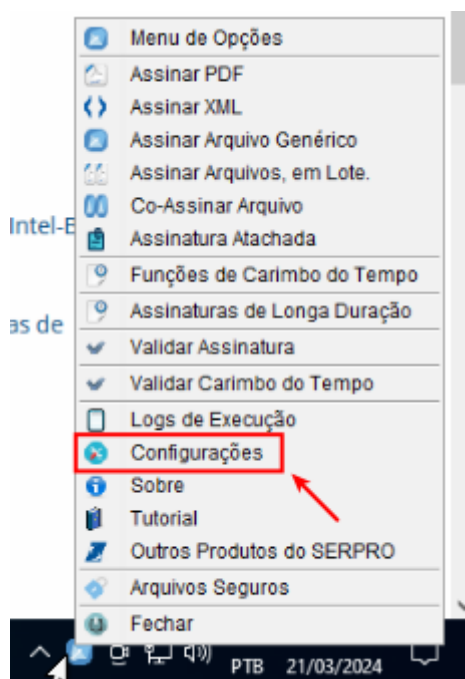 Menu de Opções
Assinar PDF
Assinar XML
Assinar Arquivo Genérico
Assinar Arquivos, em Lote.
Co-Assinar Arquivo
Intel-E
Assinatura Atachada
Funções de Carimbo do Tempo
Assinaturas de Longa Duração
as de
Validar Assinatura
Validar Carimbo do Tempo
Logs de Execução
Configurações
Sobre
Tutorial
Outros Produtos do SERPRO
Arquivos Seguros
Fechar
PTB 21/03/2024